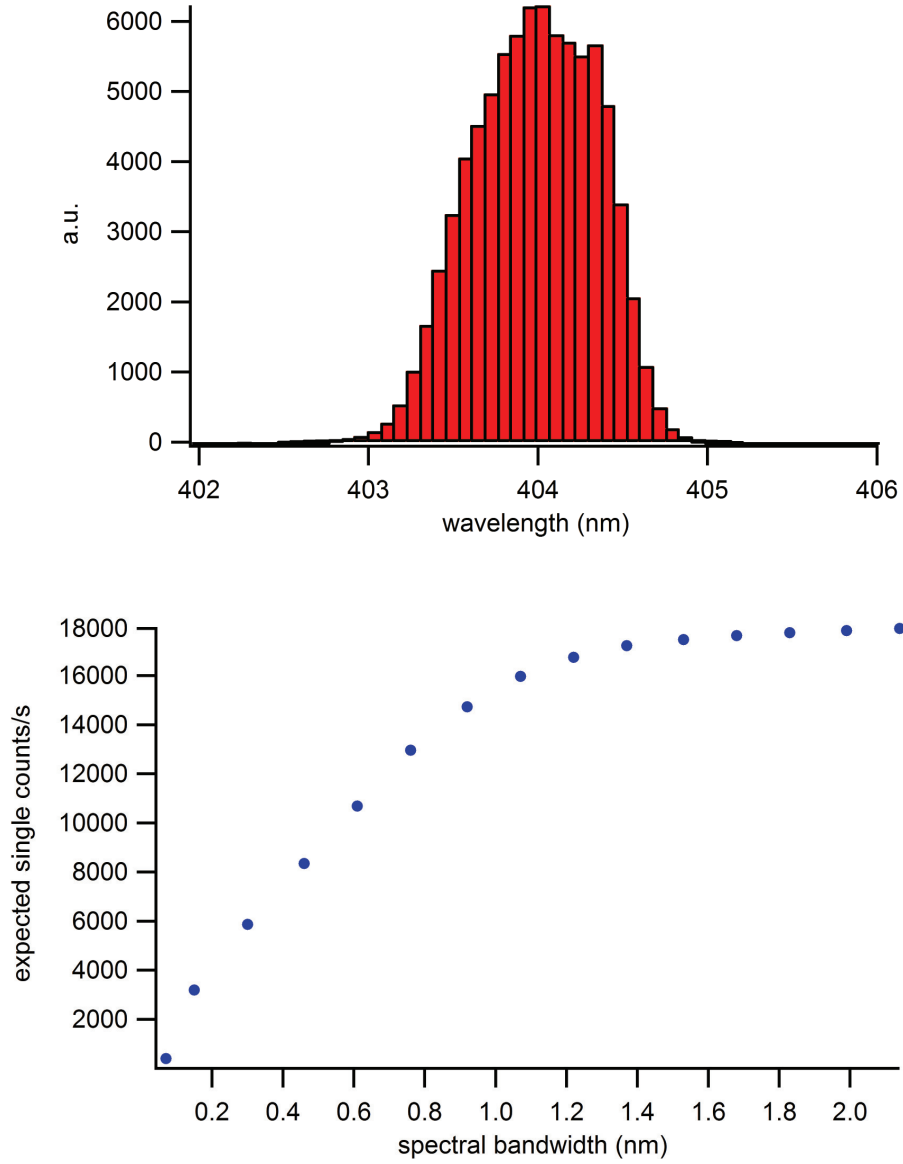 6000
5000
4000
3000
2000
1000
0
a.u.
402 403 404 405 406
wavelength (nm)
18000
16000
14000
12000
10000
8000
6000
4000
2000
expected single counts/s
0.2 0.4 0.6 0.8 1.0 1.2 1.4 1.6 1.8 2.0
spectral bandwidth (nm)